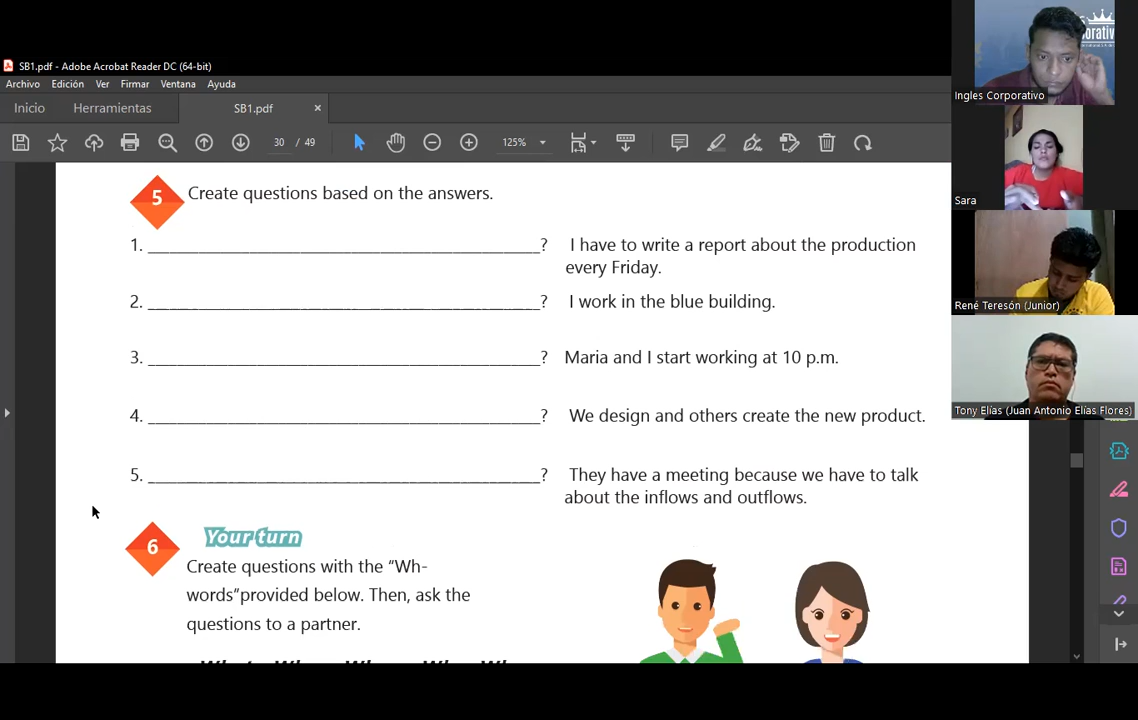 SB1.pdf - Adobe Acrobat Reader DC (64-bit)
Archivo Edición Ver Firmar Ventana Ayuda
Inicio Herramientas SB1.pdf ×
30 / 49 125%
5 Create questions based on the answers.
1. ? I have to write a report about the production
every Friday.
2. ? I work in the blue building.
3. ? Maria and I start working at 10 p.m.
4. ? We design and others create the new product.
5. ? They have a meeting because we have to talk
about the inflows and outflows.
6 Your turn
Create questions with the "Wh-
words"provided below. Then, ask the
questions to a partner.
Ingles Corporativo
Sara
René Teresón (Junior)
Tony Elías (Juan Antonio Elías Flores)